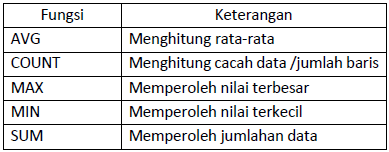 Fungsi Keterangan
AVG Menghitung rata-rata
COUNT Menghitung cacah data /jumlah baris
MAX Memperoleh nilai terbesar
MIN Memperoleh nilai terkecil
SUM Memperoleh jumlahan data